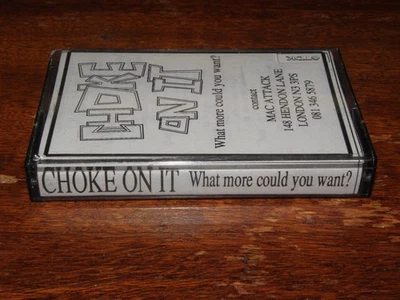 CHOKE
ON IT
What more could you want?
contact
MAC ATTACK
148 HENDON LANE
LONDON N3 3PS
081 346 5879
CHOKE ON IT What more could you want?